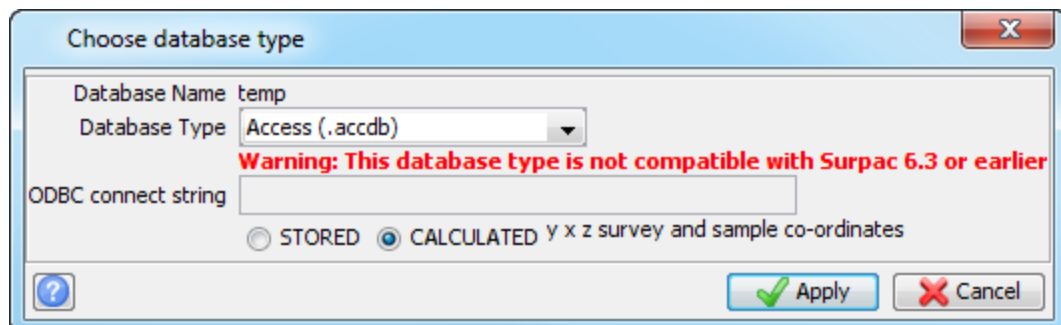 Choose database type
Database Name temp
Database Type Access (.accdb)
Warning: This database type is not compatible with Surpac 6.3 or earlier
ODBC connect string
STORED CALCULATED y x z survey and sample co-ordinates
? Apply Cancel